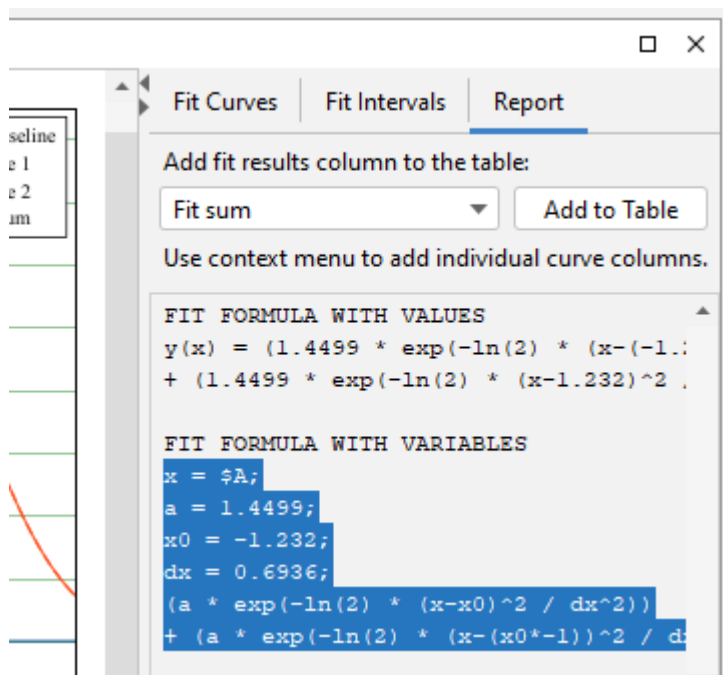 Fit Curves
Fit Intervals
Report
seline
e 1
e 2
um
Add fit results column to the table:
Fit sum
Add to Table
Use context menu to add individual curve columns.
FIT FORMULA WITH VALUES
y(x) = (1.4499 * exp(-ln(2) * (x-(-1.
+ (1.4499 * exp(-ln(2) * (x-1.232)^2
FIT FORMULA WITH VARIABLES
x = $A;
a = 1.4499;
x0 = -1.232;
dx = 0.6936;
(a * exp(-ln(2) * (x-x0)^2 / dx^2))
+ (a * exp(-ln(2) * (x-(x0*-1))^2 / d